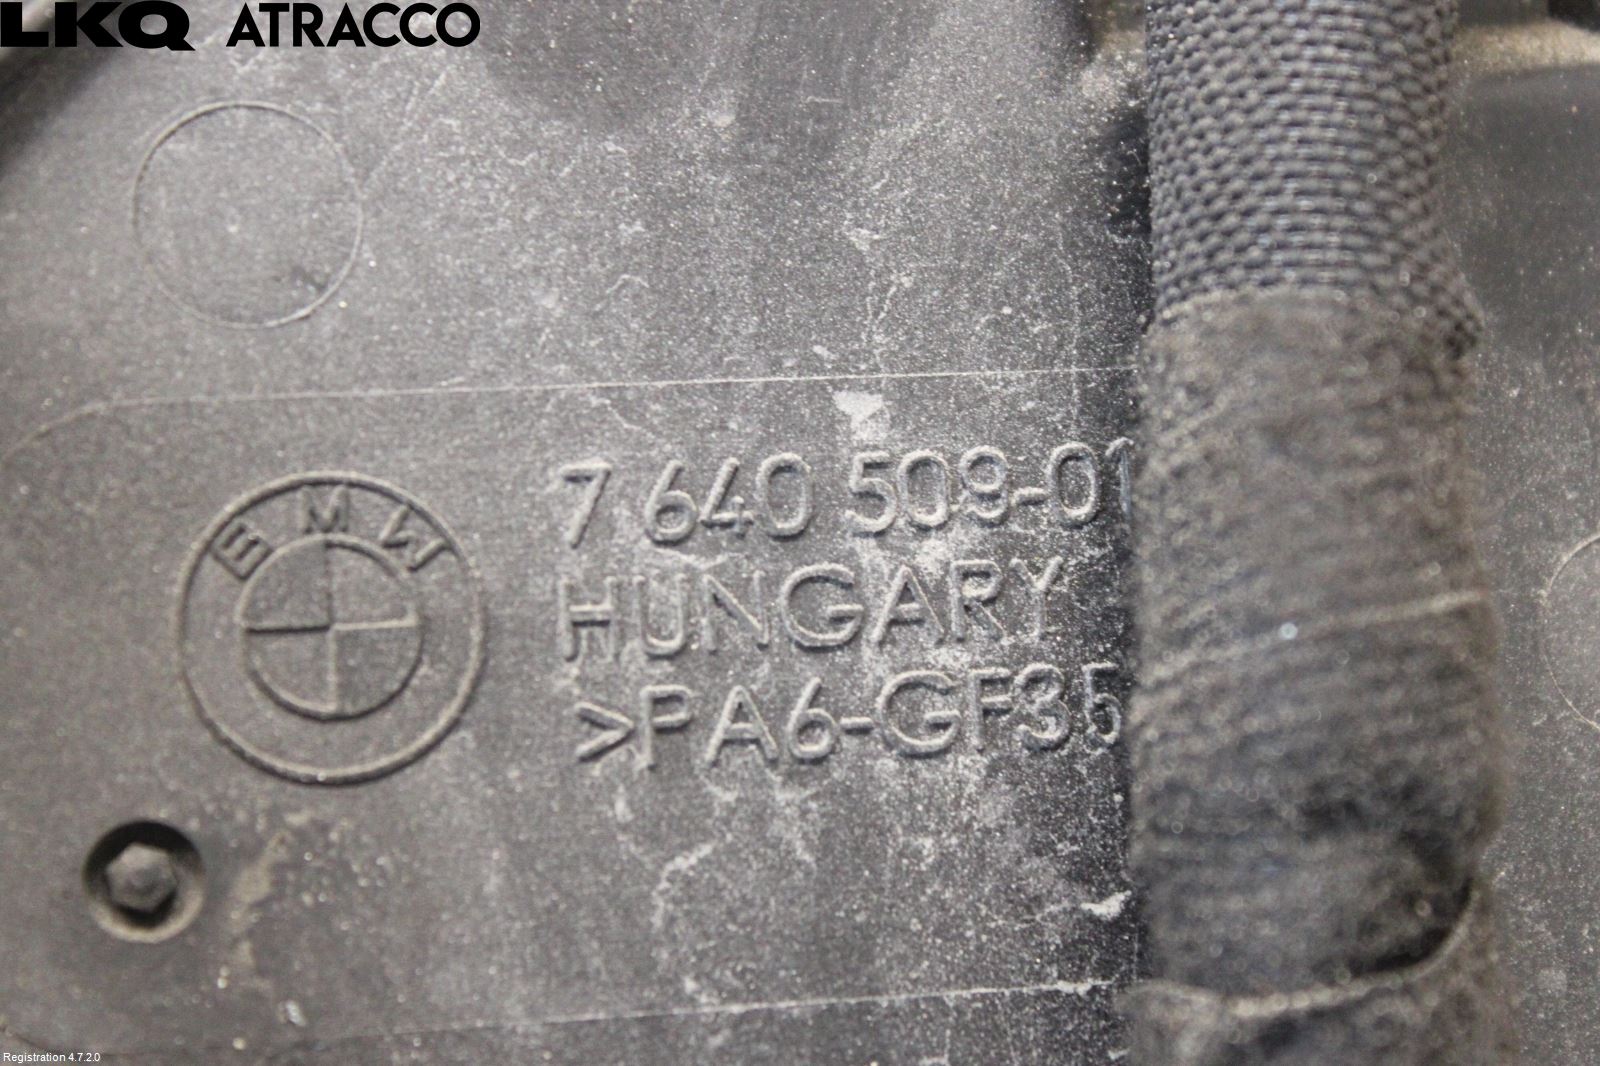 LKQ ATRACCO
BMW
7 640 509-01
HUNGARY
>PA6-GF35
Registration 4.7.2.0